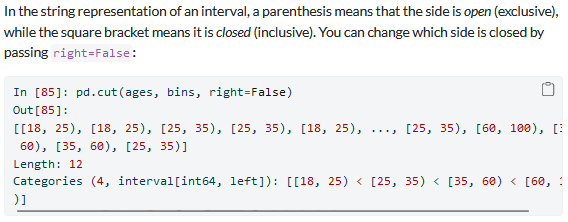 In the string representation of an interval, a parenthesis means that the side is open (exclusive),
while the square bracket means it is closed (inclusive). You can change which side is closed by
passing right=False:
In [85]: pd.cut(ages, bins, right=False)
Out[85]:
[[18, 25), [18, 25), [25, 35), [25, 35), [18, 25), ..., [25, 35), [60, 100), [
60), [35, 60), [25, 35)]
Length: 12
Categories (4, interval[int64, left]): [[18, 25) < [25, 35) < [35, 60) < [60,
)]